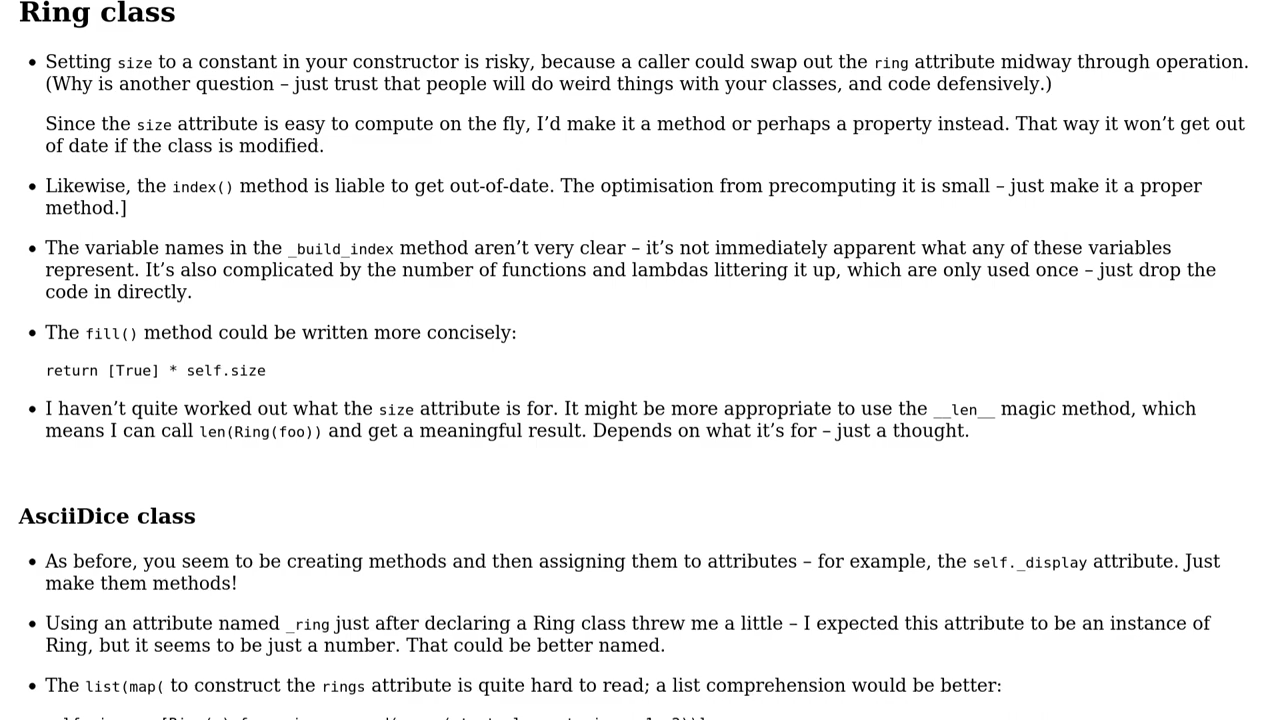 Ring class
• Setting size to a constant in your constructor is risky, because a caller could swap out the ring attribute midway through operation.
(Why is another question – just trust that people will do weird things with your classes, and code defensively.)
Since the size attribute is easy to compute on the fly, I’d make it a method or perhaps a property instead. That way it won’t get out
of date if the class is modified.
• Likewise, the index() method is liable to get out-of-date. The optimisation from precomputing it is small – just make it a proper
method.]
• The variable names in the _build_index method aren’t very clear – it’s not immediately apparent what any of these variables
represent. It’s also complicated by the number of functions and lambdas littering it up, which are only used once – just drop the
code in directly.
• The fill() method could be written more concisely:
return [True] * self.size
• I haven’t quite worked out what the size attribute is for. It might be more appropriate to use the __len__ magic method, which
means I can call len(Ring(foo)) and get a meaningful result. Depends on what it’s for – just a thought.
AsciiDice class
• As before, you seem to be creating methods and then assigning them to attributes – for example, the self._display attribute. Just
make them methods!
• Using an attribute named _ring just after declaring a Ring class threw me a little – I expected this attribute to be an instance of
Ring, but it seems to be just a number. That could be better named.
• The list(map( to construct the rings attribute is quite hard to read; a list comprehension would be better: